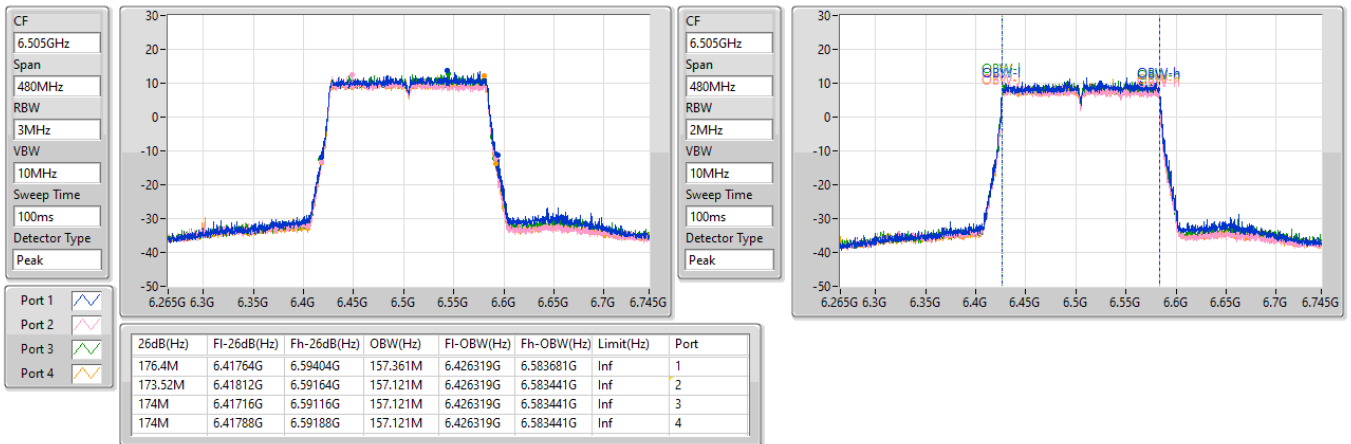 CF
6.505GHz
Span
480MHz
RBW
3MHz
VBW
10MHz
Sweep Time
100ms
Detector Type
Peak
30
20
10
0
-10
-20
-30
-40
-50
6.265G 6.3G 6.35G 6.4G 6.45G 6.5G 6.55G 6.6G 6.65G 6.7G 6.745G
CF
6.505GHz
Span
480MHz
RBW
2MHz
VBW
10MHz
Sweep Time
100ms
Detector Type
Peak
30
20
10
0
-10
-20
-30
-40
-50
OBW-l OBW-h
6.265G 6.3G 6.35G 6.4G 6.45G 6.5G 6.55G 6.6G 6.65G 6.7G 6.745G
Port 1
Port 2
Port 3
Port 4
26dB(Hz) Fl-26dB(Hz) Fh-26dB(Hz) OBW(Hz) Fl-OBW(Hz) Fh-OBW(Hz) Limit(Hz) Port
176.4M 6.41764G 6.59404G 157.361M 6.426319G 6.583681G Inf 1
173.52M 6.41812G 6.59164G 157.121M 6.426319G 6.583441G Inf 2
174M 6.41716G 6.59116G 157.121M 6.426319G 6.583441G Inf 3
174M 6.41788G 6.59188G 157.121M 6.426319G 6.583441G Inf 4